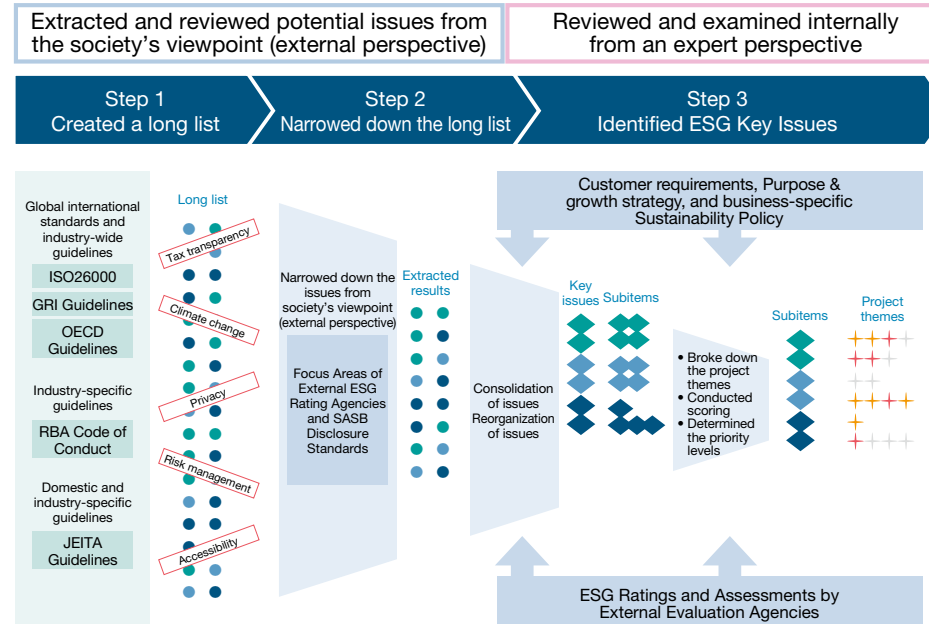 Extracted and reviewed potential issues from
the society’s viewpoint (external perspective)
Reviewed and examined internally
from an expert perspective
Step 1
Created a long list
Step 2
Narrowed down the long list
Step 3
Identified ESG Key Issues
Global international
standards and
industry-wide
guidelines
ISO26000
GRI Guidelines
OECD
Guidelines
Industry-specific
guidelines
RBA Code of
Conduct
Domestic and
industry-specific
guidelines
JEITA
Guidelines
Long list
Tax transparency
Climate change
Privacy
Risk management
Accessibility
Narrowed down the
issues from
society’s viewpoint
(external perspective)
Focus Areas of
External ESG
Rating Agencies
and SASB
Disclosure
Standards
Extracted
results
Customer requirements, Purpose &
growth strategy, and business-specific
Sustainability Policy
Consolidation
of issues
Reorganization
of issues
Key
issues
Subitems
• Broke down
the project
themes
• Conducted
scoring
• Determined
the priority
levels
Subitems
Project
themes
ESG Ratings and Assessments by
External Evaluation Agencies